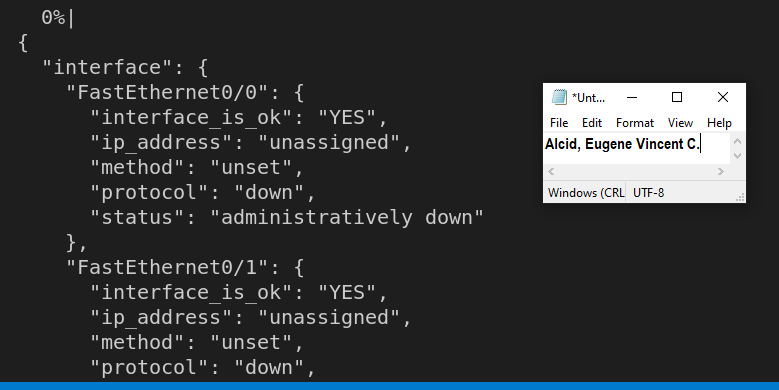 0%|
{
  "interface": {
    "FastEthernet0/0": {
      "interface_is_ok": "YES",
      "ip_address": "unassigned",
      "method": "unset",
      "protocol": "down",
      "status": "administratively down"
    },
    "FastEthernet0/1": {
      "interface_is_ok": "YES",
      "ip_address": "unassigned",
      "method": "unset",
      "protocol": "down",
*Unt...
File Edit Format View Help
Alcid, Eugene Vincent C.
Windows (CRL UTF-8